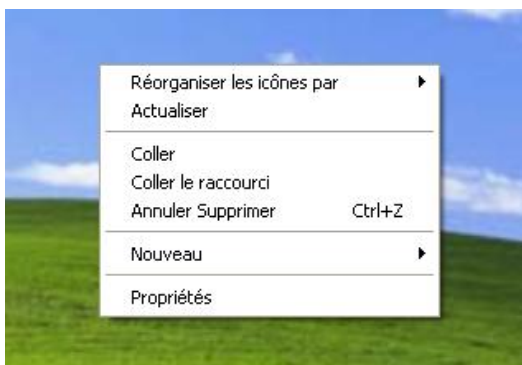 Réorganiser les icônes par
Actualiser
Coller
Coller le raccourci
Annuler Supprimer Ctrl+Z
Nouveau
Propriétés